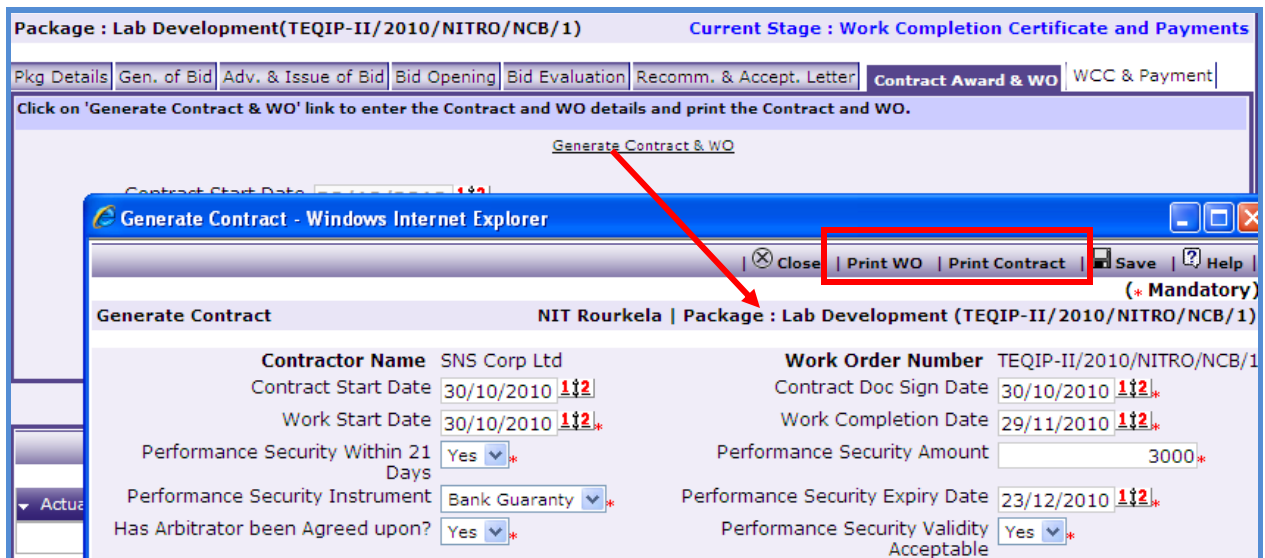 Package : Lab Development(TEQIP-II/2010/NITRO/NCB/1) Current Stage : Work Completion Certificate and Payments
Pkg Details Gen. of Bid Adv. & Issue of Bid Bid Opening Bid Evaluation Recomm. & Accept. Letter Contract Award & WO WCC & Payment
Click on 'Generate Contract & WO' link to enter the Contract and WO details and print the Contract and WO.
Generate Contract & WO
Contract Start Date
Generate Contract - Windows Internet Explorer
| Close | Print WO | Print Contract | Save | Help |
(* Mandatory)
Generate Contract NIT Rourkela | Package : Lab Development (TEQIP-II/2010/NITRO/NCB/1)
Contractor Name SNS Corp Ltd Work Order Number TEQIP-II/2010/NITRO/NCB/1
Contract Start Date 30/10/2010 Contract Doc Sign Date 30/10/2010 *
Work Start Date 30/10/2010 * Work Completion Date 29/11/2010 *
Performance Security Within 21 Days Yes * Performance Security Amount 3000 *
Performance Security Instrument Bank Guaranty * Performance Security Expiry Date 23/12/2010 *
Actua
Has Arbitrator been Agreed upon? Yes * Performance Security Validity Acceptable Yes *